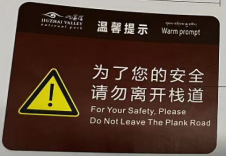 JIUZHAI VALLEY
national park
温馨提示
Warm prompt
为了您的安全
请勿离开栈道
For Your Safety, Please
Do Not Leave The Plank Road